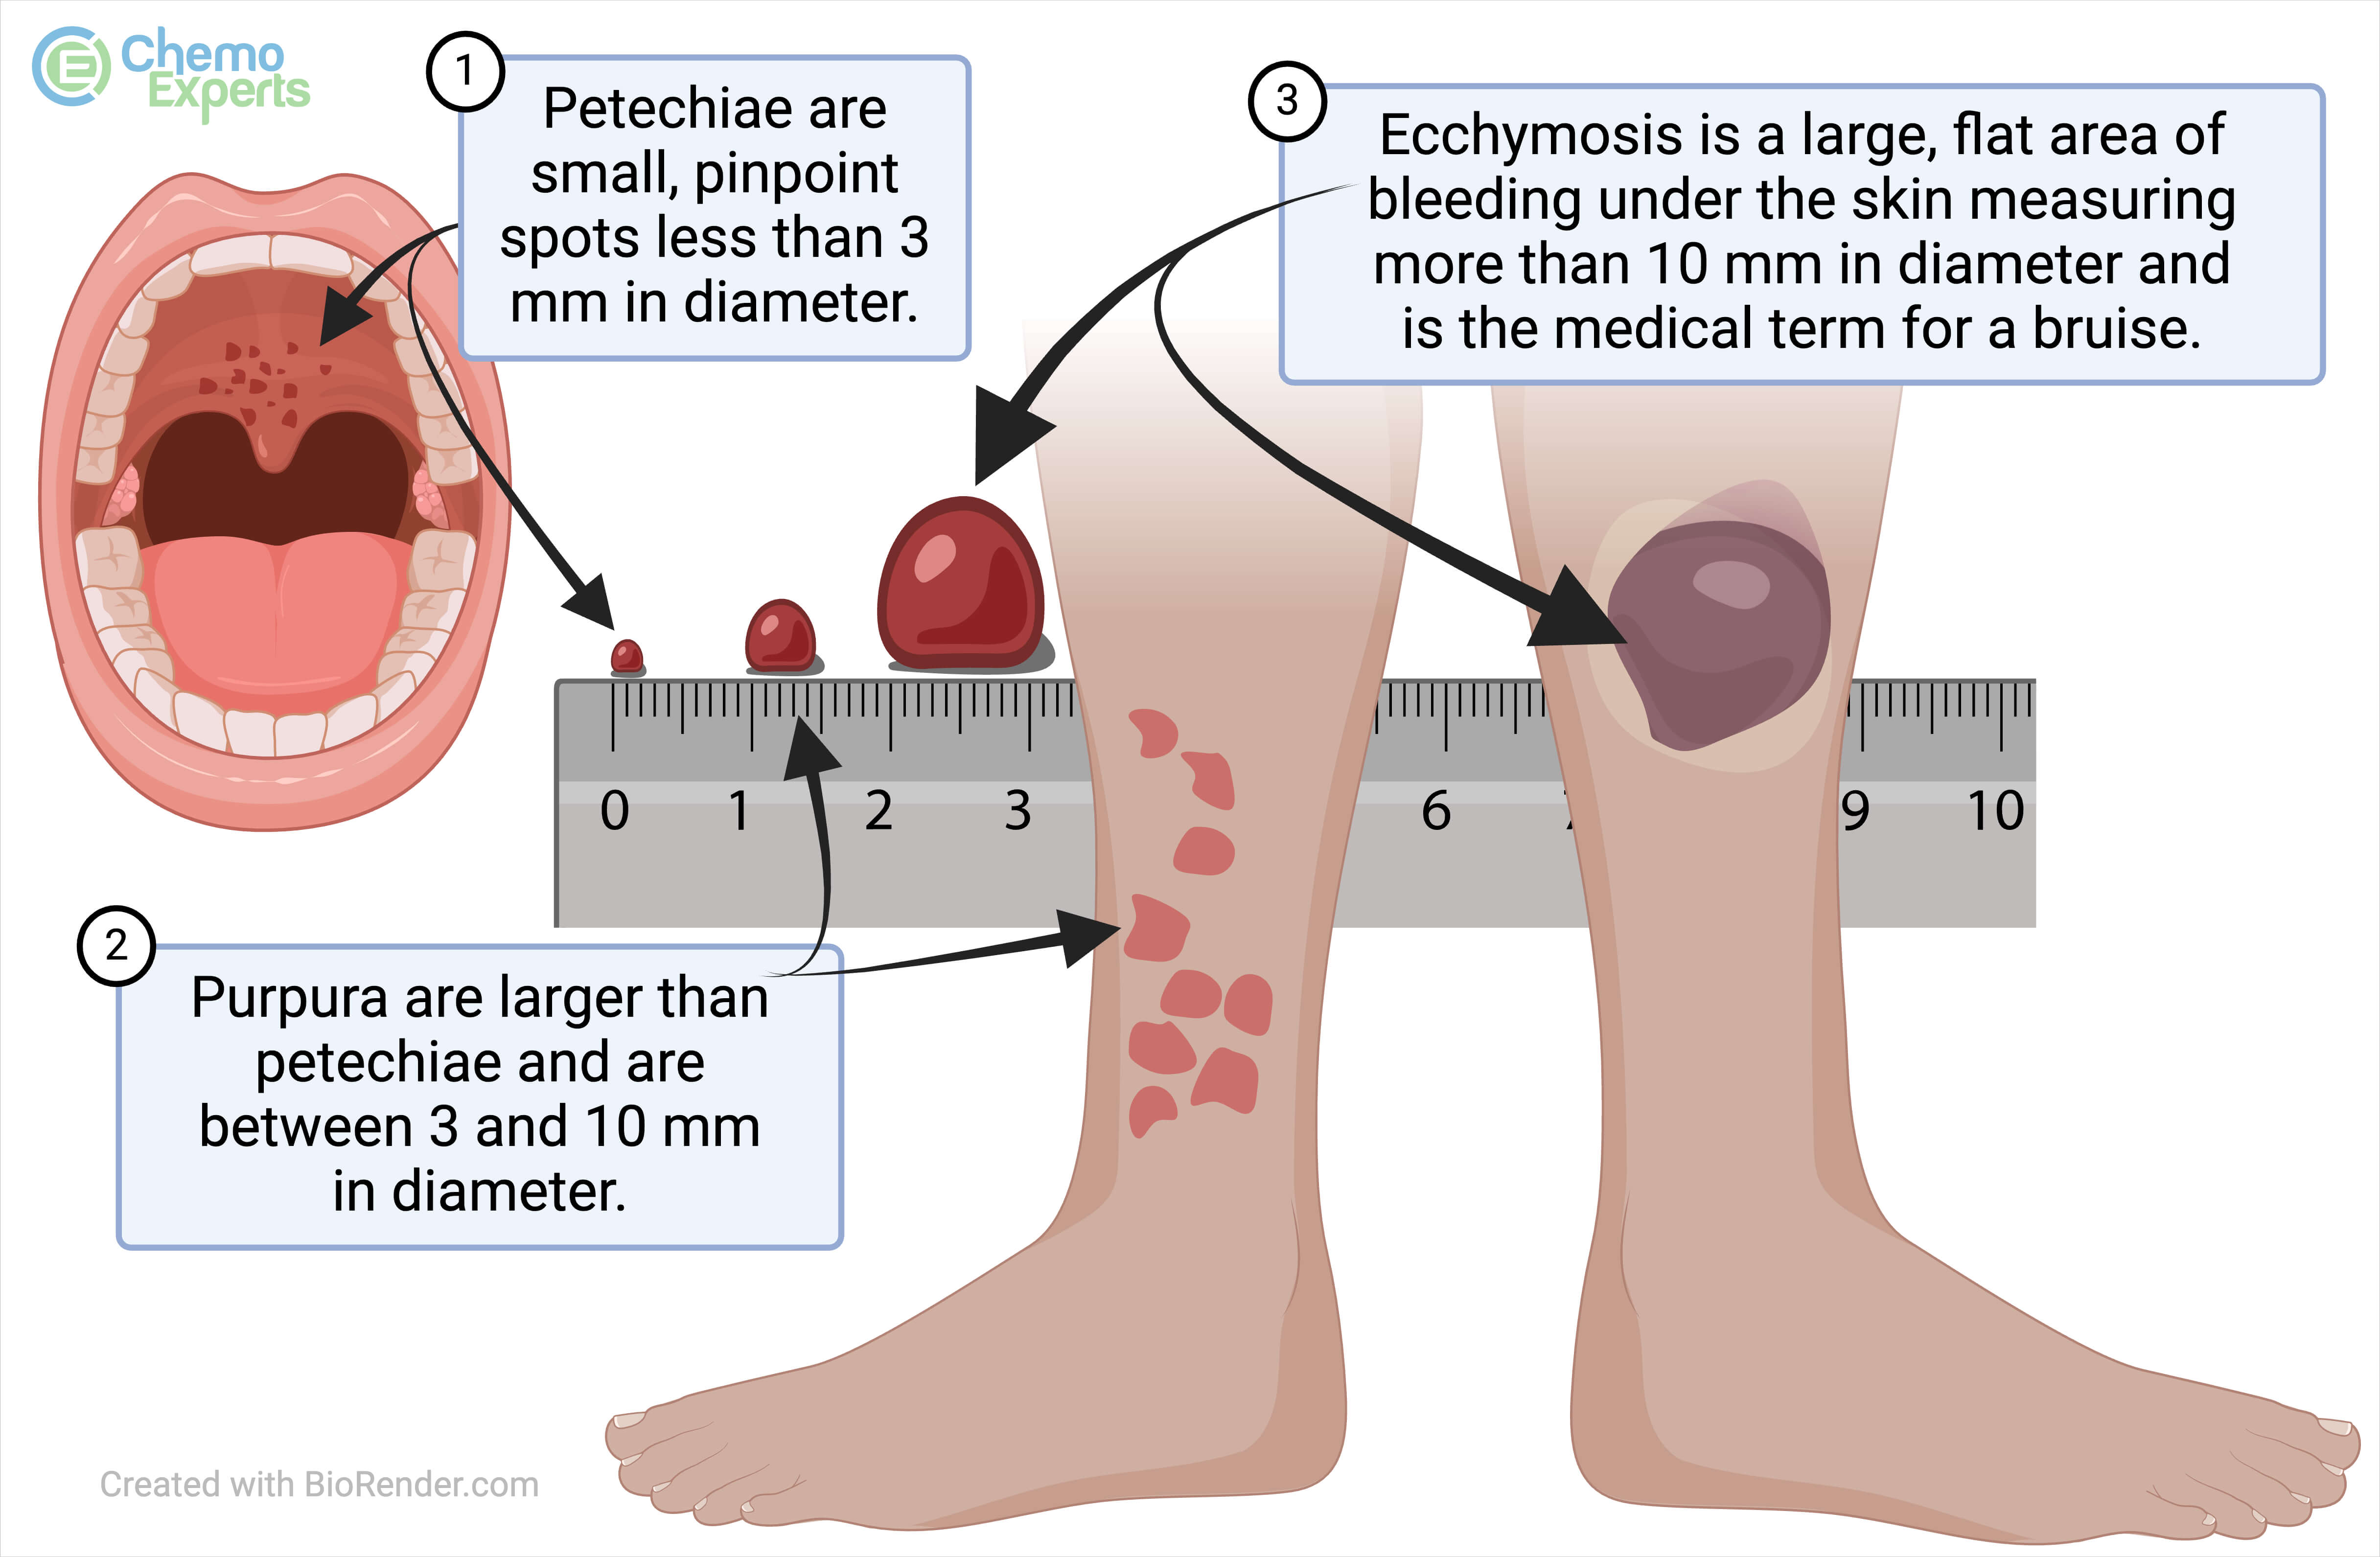 Chemo
Experts
1
Petechiae are
small, pinpoint
spots less than 3
mm in diameter.
3
Ecchymosis is a large, flat area of
bleeding under the skin measuring
more than 10 mm in diameter and
is the medical term for a bruise.
0 1 2 3 6 9 10
2
Purpura are larger than
petechiae and are
between 3 and 10 mm
in diameter.
Created with BioRender.com